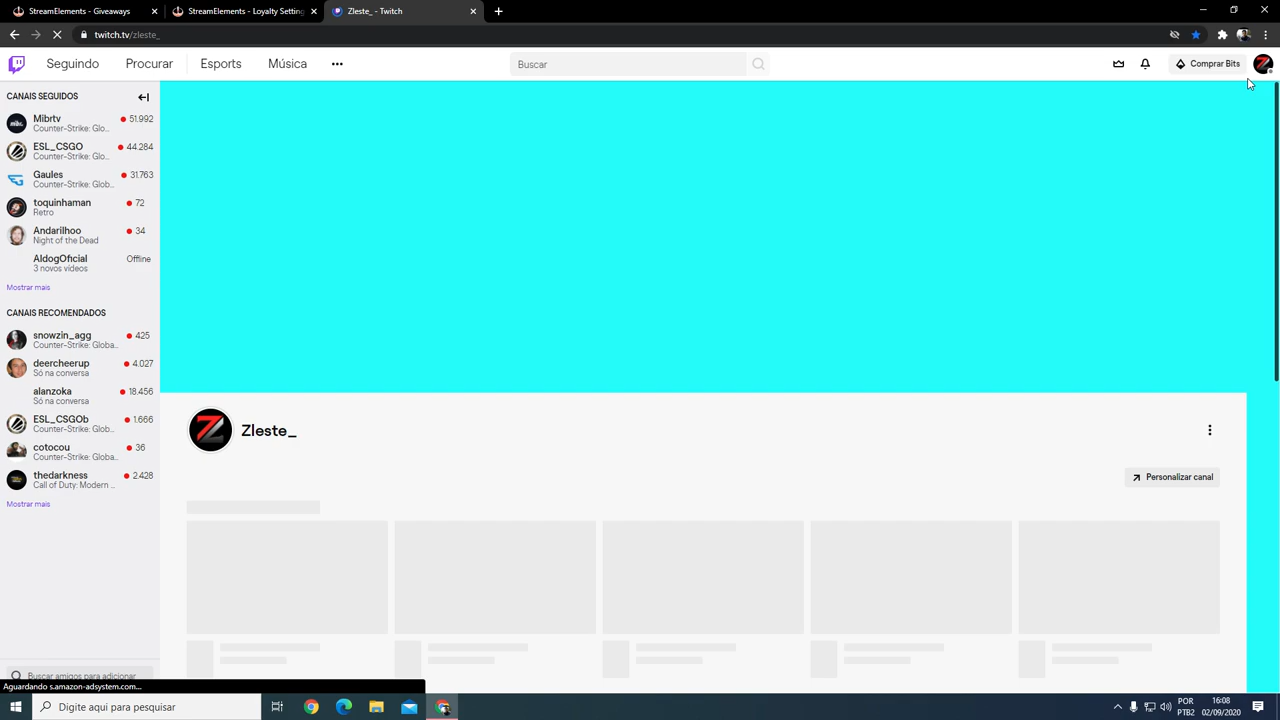 StreamElements - Giveaways
StreamElements - Loyalty Setting
Zleste_ - Twitch
twitch.tv/zleste_
Seguindo
Procurar
Esports
Música
Buscar
Comprar Bits
CANAIS SEGUIDOS
Mibrtv
51.992
Counter-Strike: Glo...
ESL_CSGO
44.284
Counter-Strike: Glo...
Gaules
31.763
Counter-Strike: Glob...
toquinhaman
72
Retro
Andarilhoo
34
Night of the Dead
AldogOficial
Offline
3 novos vídeos
Mostrar mais
CANAIS RECOMENDADOS
snowzin_agg
425
Counter-Strike: Globa...
deercheerup
4.027
Só na conversa
alanzoka
18.456
Só na conversa
ESL_CSGOb
1.666
Counter-Strike: Glob...
cotocou
36
Counter-Strike: Globa...
thedarkness
2.428
Call of Duty: Modern ...
Mostrar mais
Zleste_
Personalizar canal
Buscar amigos para adicionar
Aguardando s.amazon-adsystem.com...
Digite aqui para pesquisar
POR
PTB2
16:08
02/09/2020